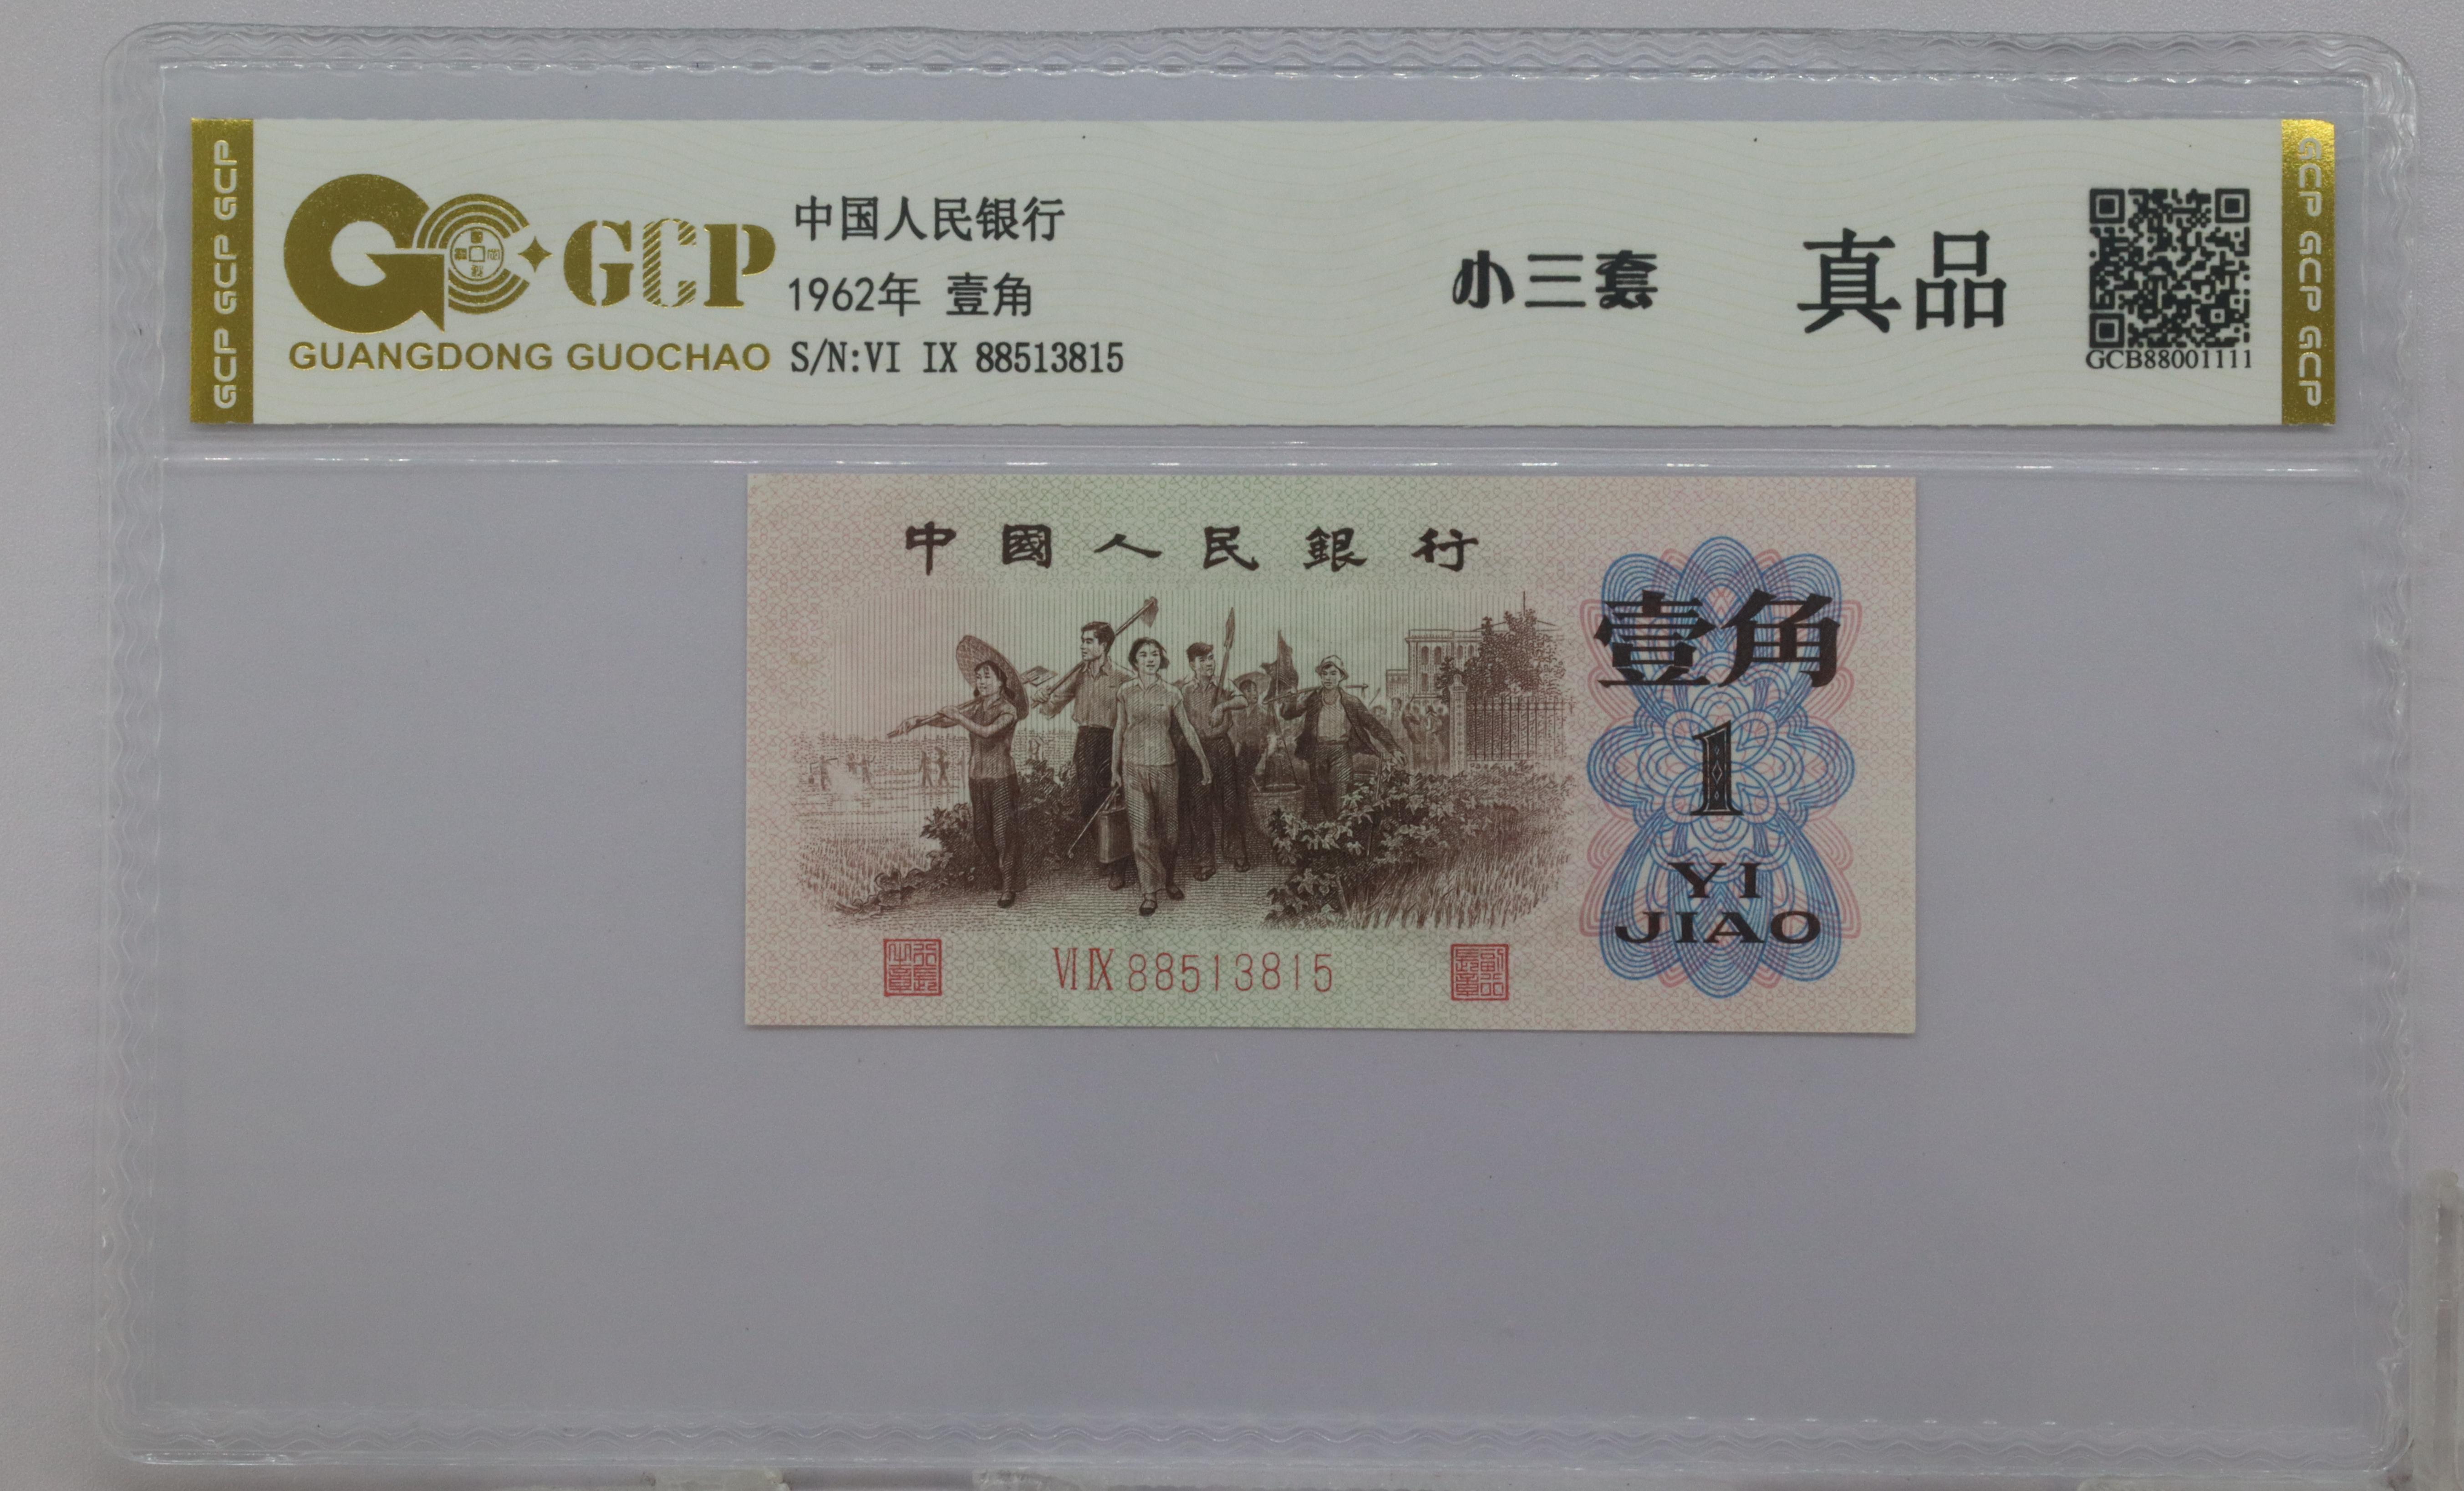 GCP GCP GCP
GCP
GUANGDONG GUOCHAO
中国人民银行
1962年 壹角
S/N:VI IX 88513815
小三套
真品
GCB88001111
GCP GCP GCP
中國人民銀行
壹角
1
YI
JIAO
VI IX 88513815